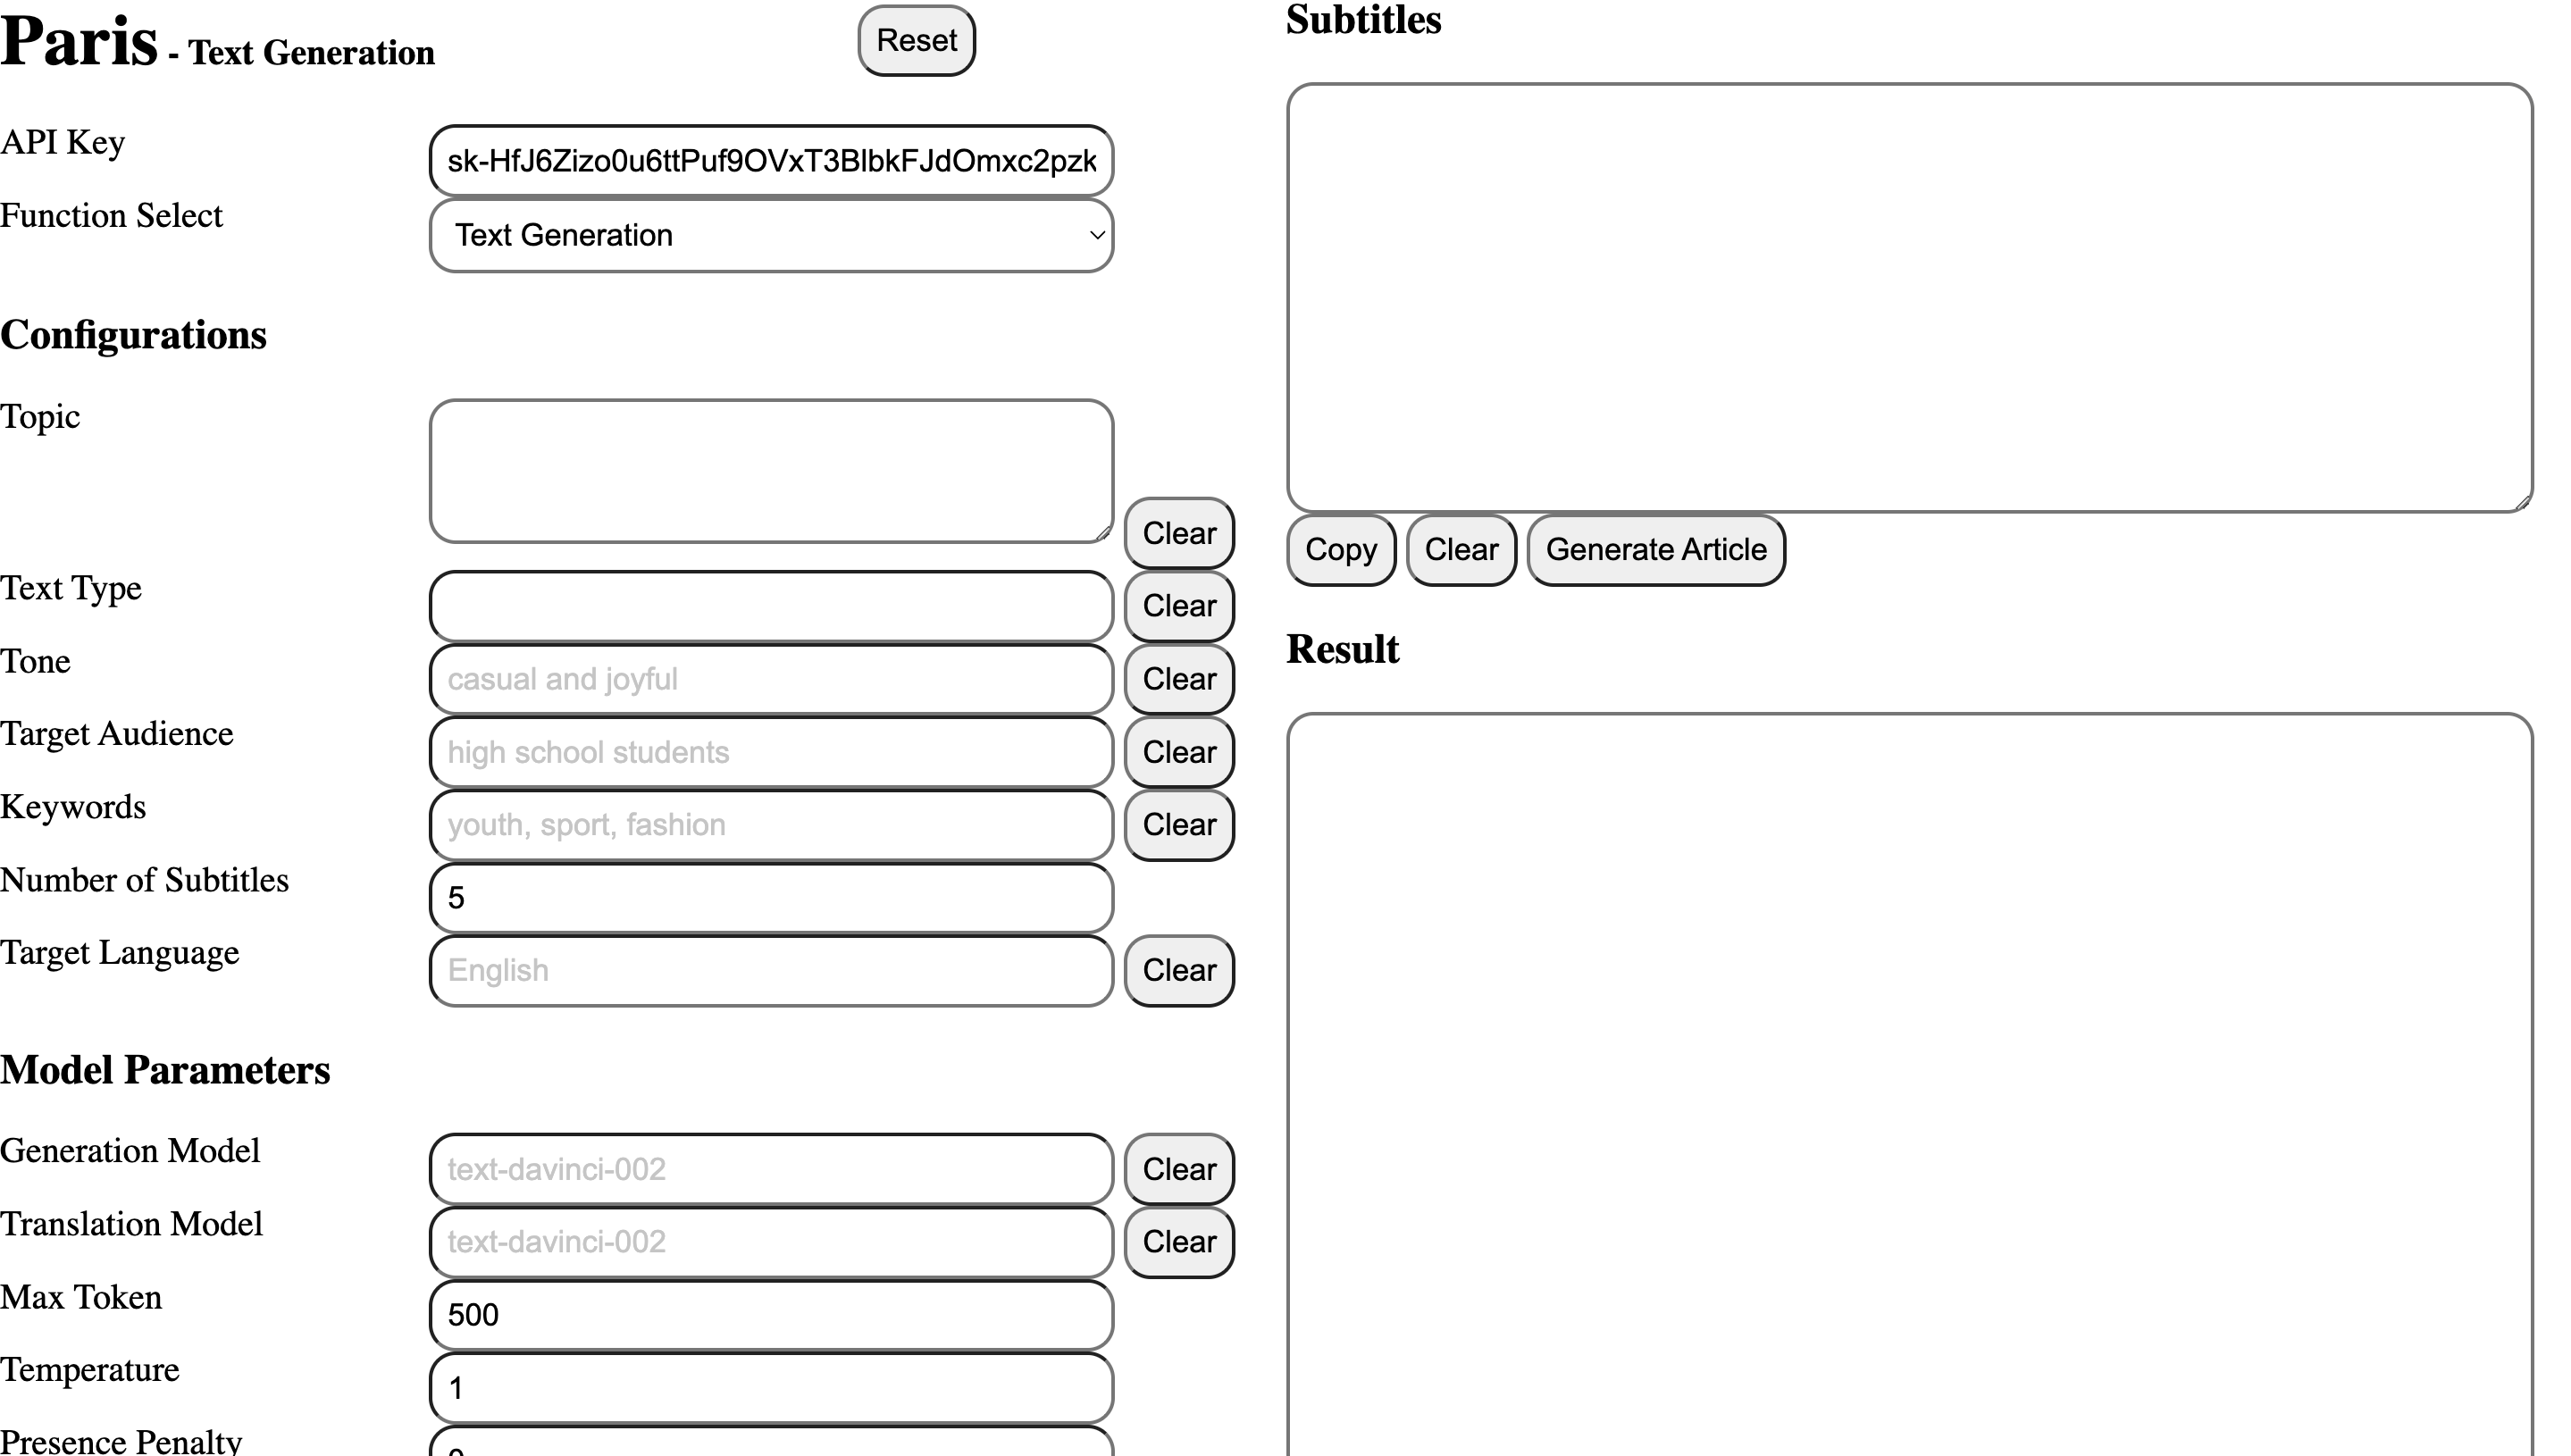 Paris - Text Generation
Reset
API Key
sk-HfJ6Zizo0u6ttPuf9OVxT3BlbkFJdOmxc2pzk
Function Select
Text Generation
Configurations
Topic
Clear
Text Type
Clear
Tone
casual and joyful
Clear
Target Audience
high school students
Clear
Keywords
youth, sport, fashion
Clear
Number of Subtitles
5
Target Language
English
Clear
Model Parameters
Generation Model
text-davinci-002
Clear
Translation Model
text-davinci-002
Clear
Max Token
500
Temperature
1
Presence Penalty
Subtitles
Copy
Clear
Generate Article
Result